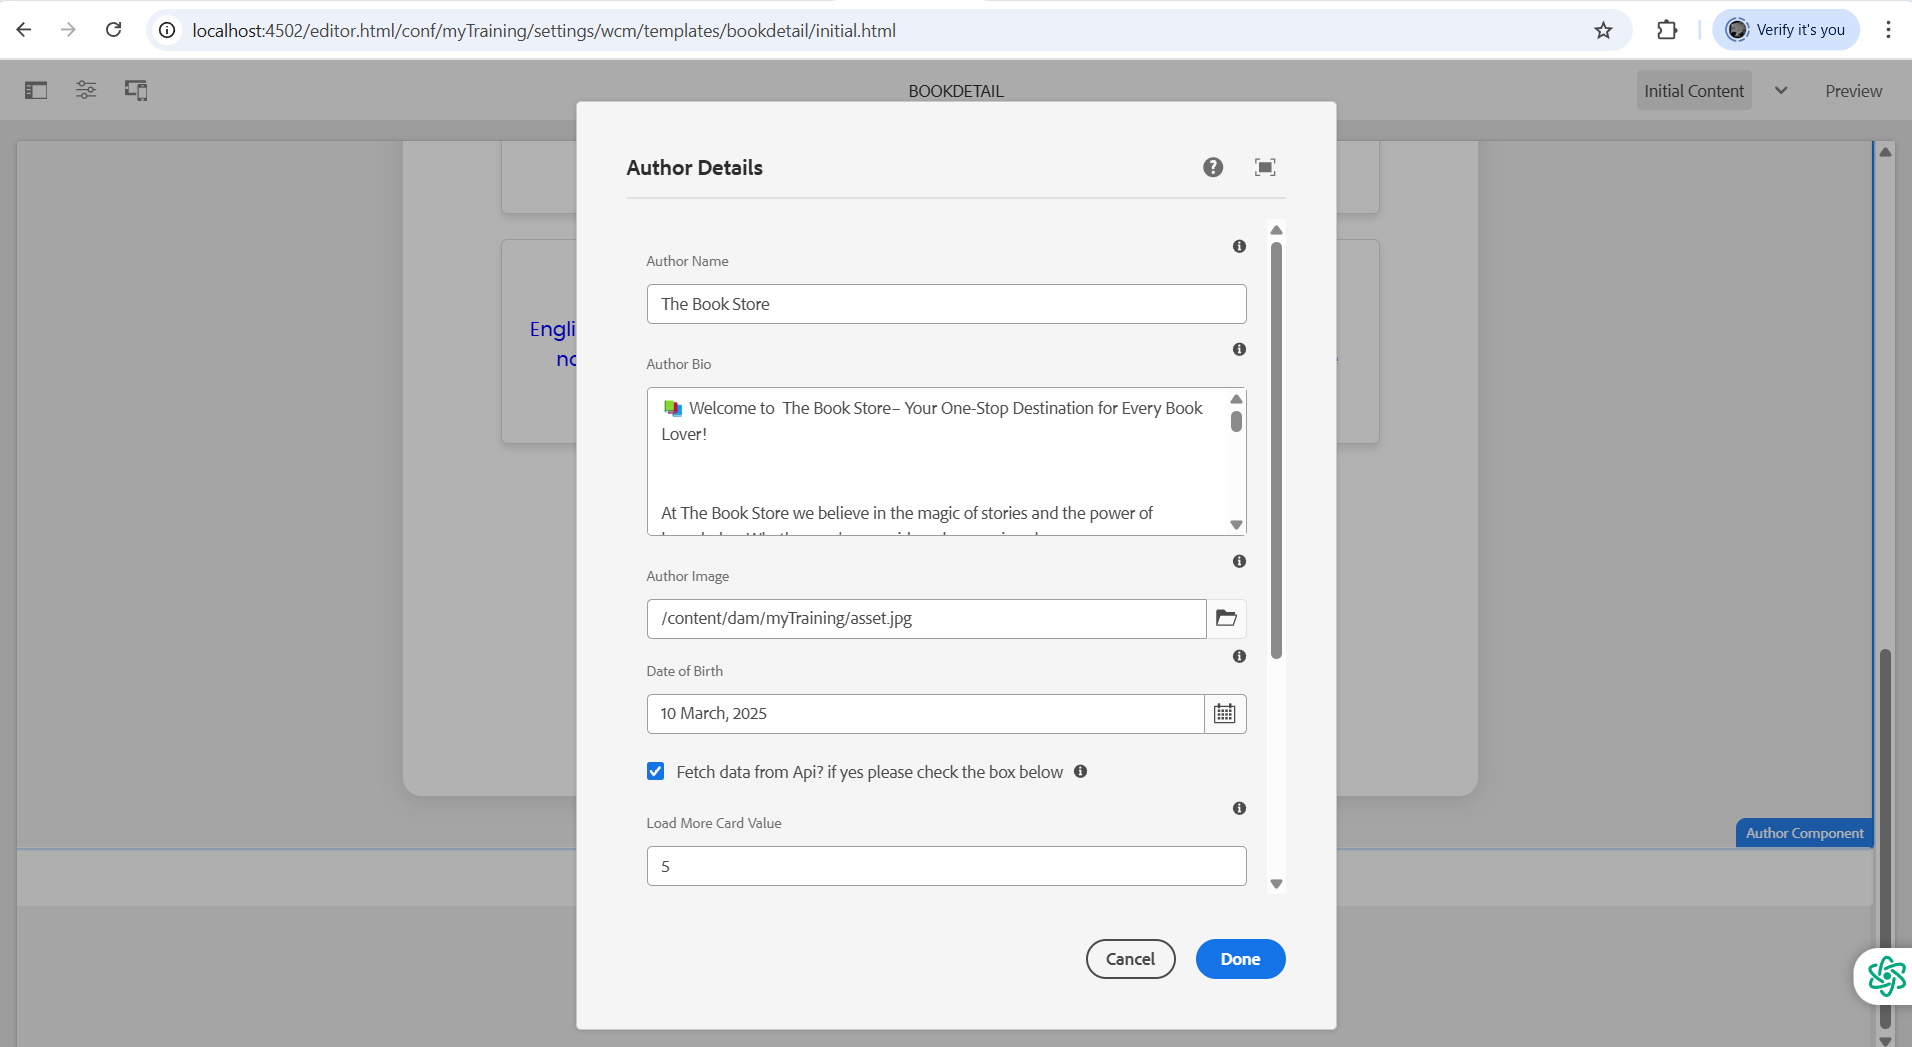 localhost:4502/editor.html/conf/myTraining/settings/wcm/templates/bookdetail/initial.html
Verify it's you
BOOKDETAIL
Initial Content
Preview
Author Details
Author Name
The Book Store
Engli
no
Author Bio
Welcome to The Book Store– Your One-Stop Destination for Every Book
Lover!
At The Book Store we believe in the magic of stories and the power of
Author Image
/content/dam/myTraining/asset.jpg
Date of Birth
10 March, 2025
Fetch data from Api? if yes please check the box below
Load More Card Value
5
Author Component
Cancel
Done